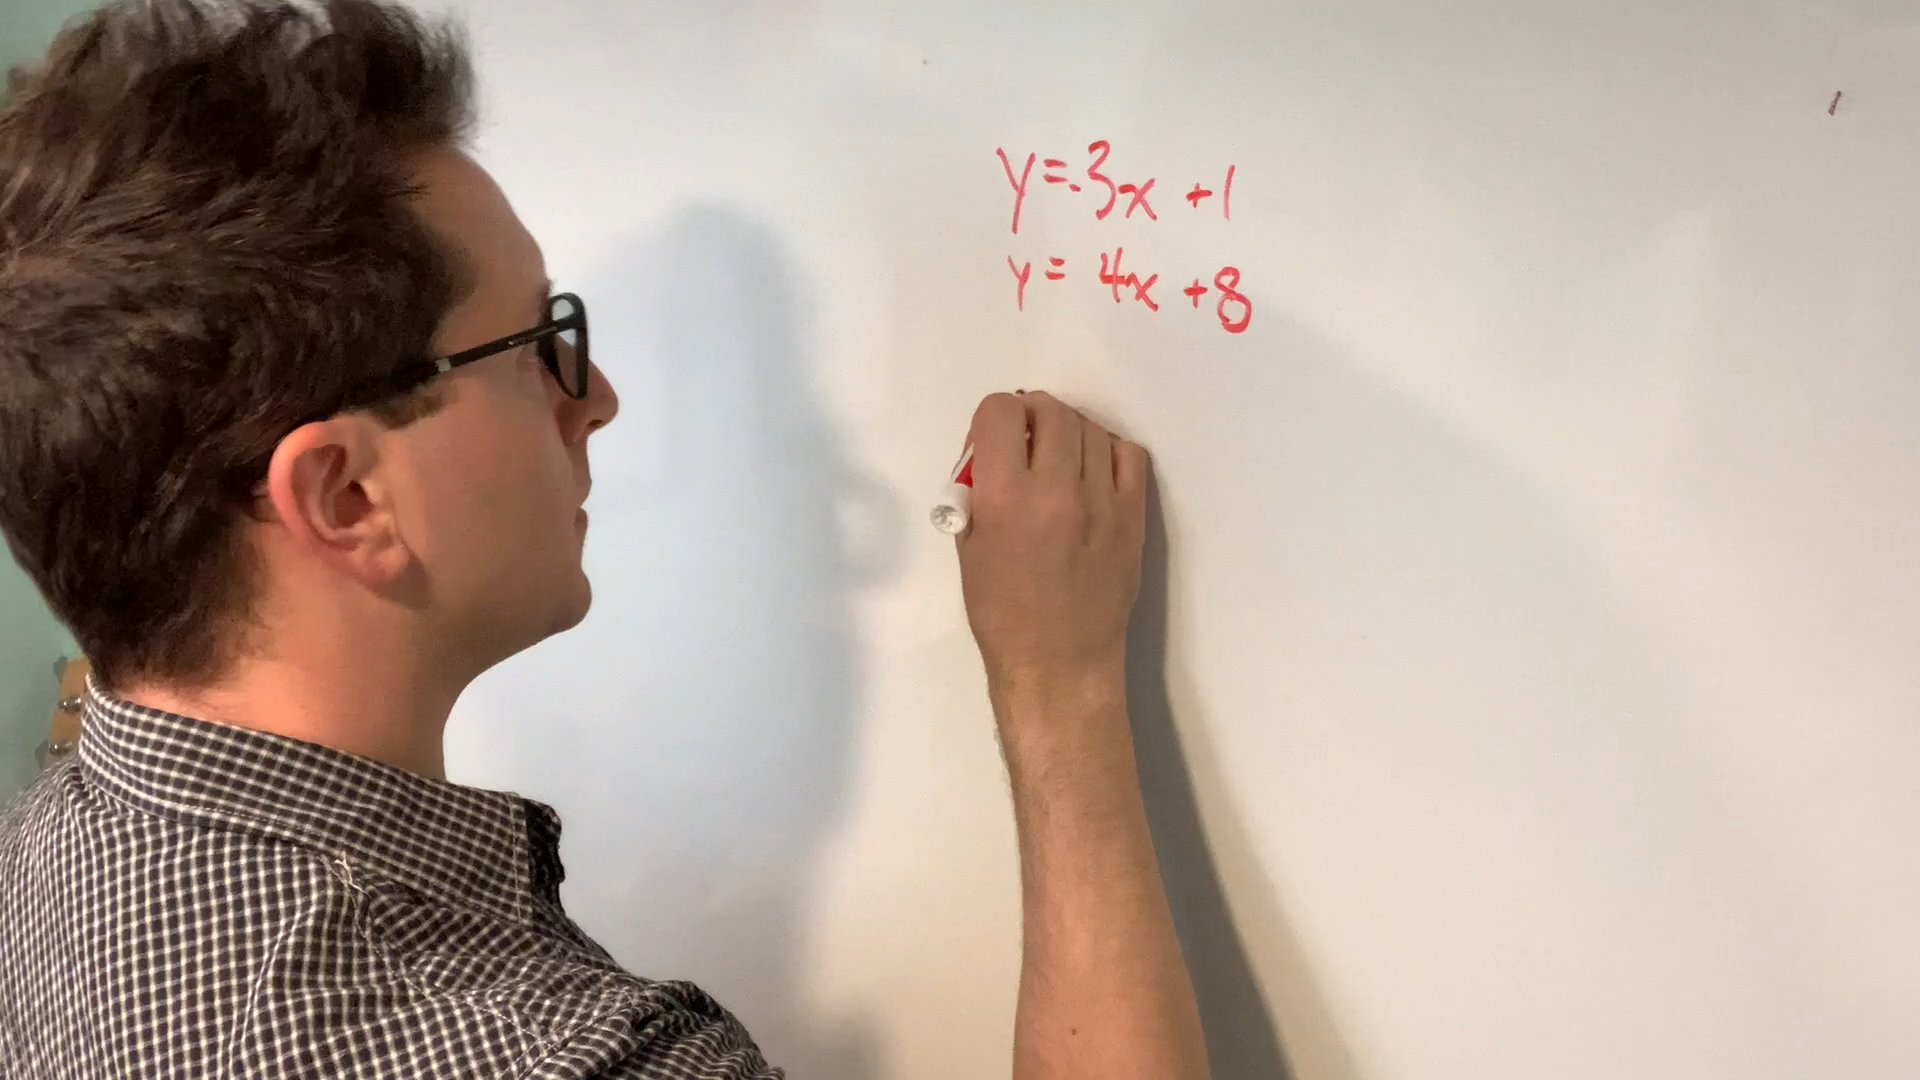 y=-3x +1
y= 4x +8